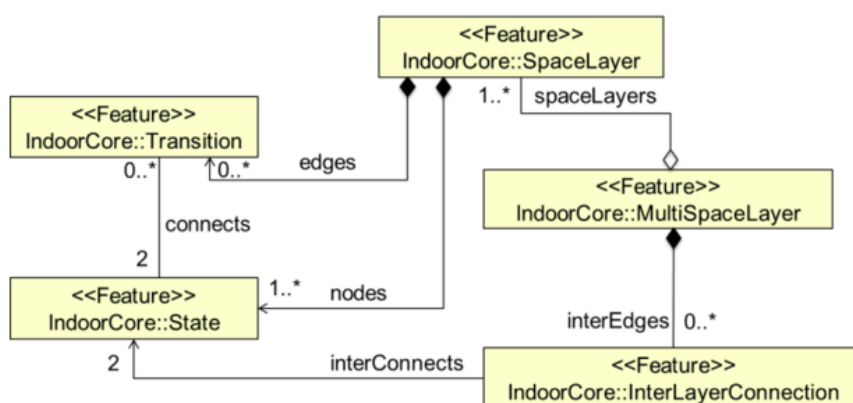 <<Feature>>
IndoorCore::SpaceLayer
1..* spaceLayers
<<Feature>>
IndoorCore::Transition
0..* 0..* edges
<<Feature>>
IndoorCore::MultiSpaceLayer
connects
2
<<Feature>>
IndoorCore::State
1..* nodes
interEdges 0..*
2 interConnects
<<Feature>>
IndoorCore::InterLayerConnection